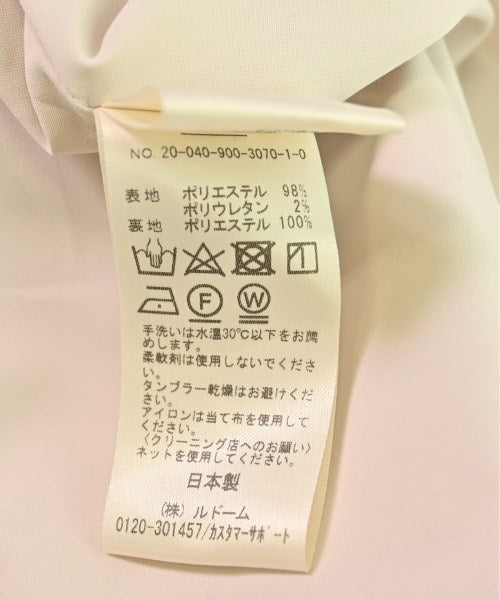 NO. 20-040-900-3070-1-0
表地 ポリエステル 98%
ポリウレタン 2%
裏地 ポリエステル 100%
F W
手洗いは水温30℃以下をお薦
めします。
柔軟剤は使用しないでくださ
い。
タンブラー乾燥はお避けくださ
い。
アイロンは当て布を使用して
ください。
〈クリーニング店へのお願い〉
ネットを使用してください。
日本製
(株) ルドーム
0120-301457/カスタマーサポート